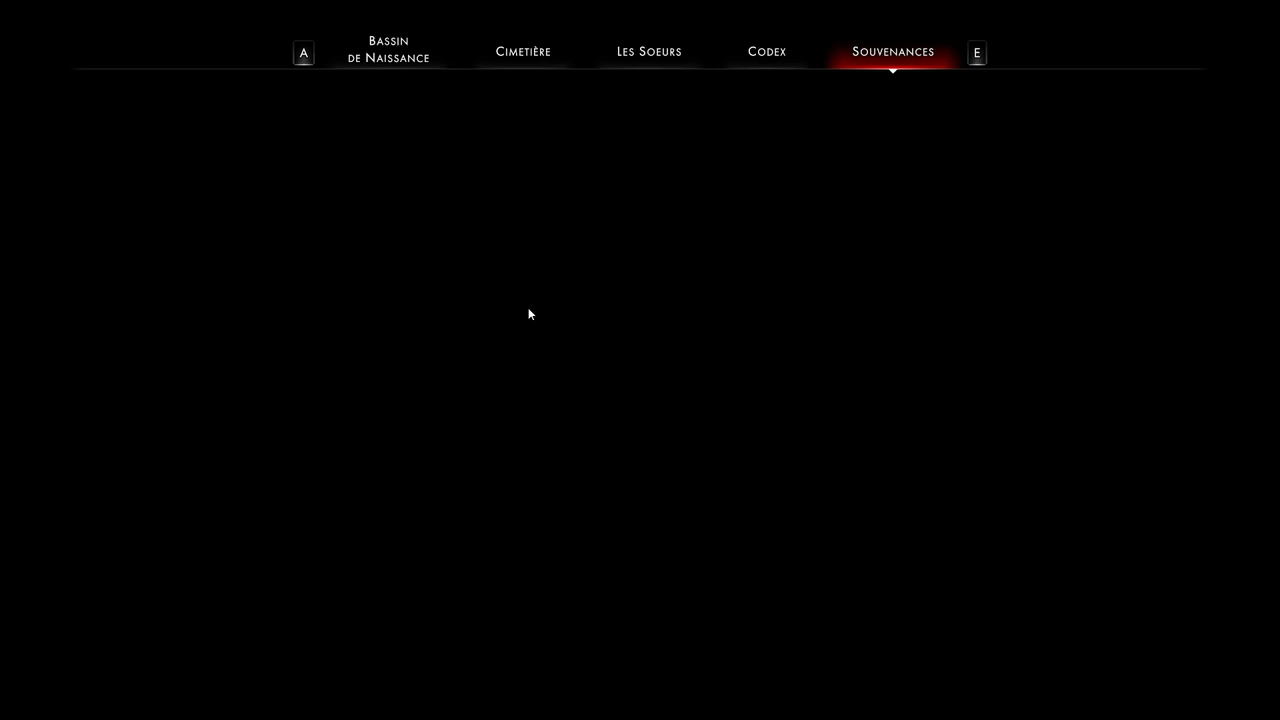 A
Bassin
de Naissance
Cimetière
Les Soeurs
Codex
Souvenances
E